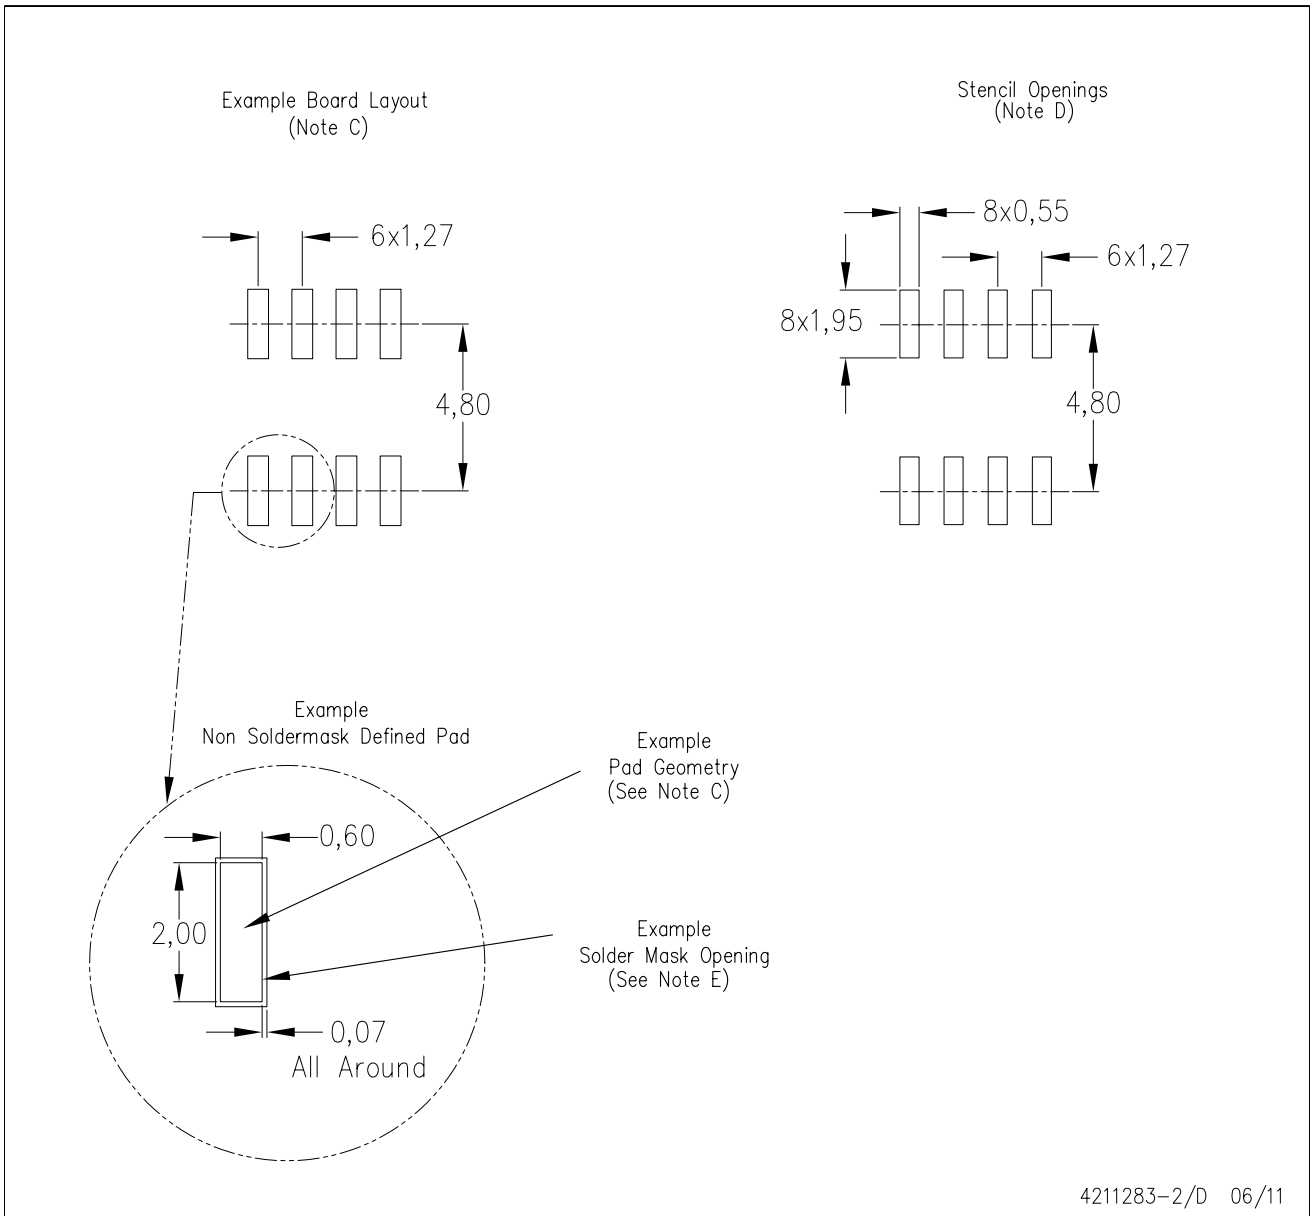 Example Board Layout
(Note C)
Stencil Openings
(Note D)
6x1,27
4,80
8x0,55
6x1,27
8x1,95
4,80
Example
Non Soldermask Defined Pad
Example
Pad Geometry
(See Note C)
0,60
2,00
Example
Solder Mask Opening
(See Note E)
0,07
All Around
4211283-2/D 06/11